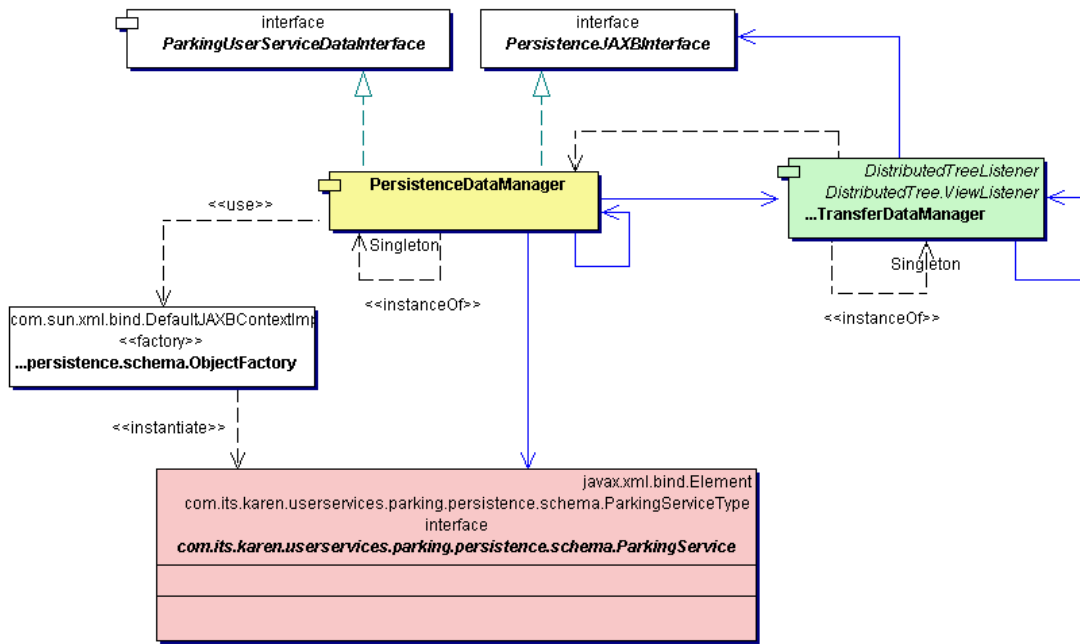 interface
ParkingUserServiceDataInterface
interface
PersistenceJAXBInterface
PersistenceDataManager
DistributedTreeListener
DistributedTree.ViewListener
...TransferDataManager
<<use>>
Singleton
<<instanceOf>>
Singleton
<<instanceOf>>
com.sun.xml.bind.DefaultJAXBContextImp
<<factory>>
...persistence.schema.ObjectFactory
<<instantiate>>
javax.xml.bind.Element
com.its.karen.userservices.parking.persistence.schema.ParkingServiceType
interface
com.its.karen.userservices.parking.persistence.schema.ParkingService